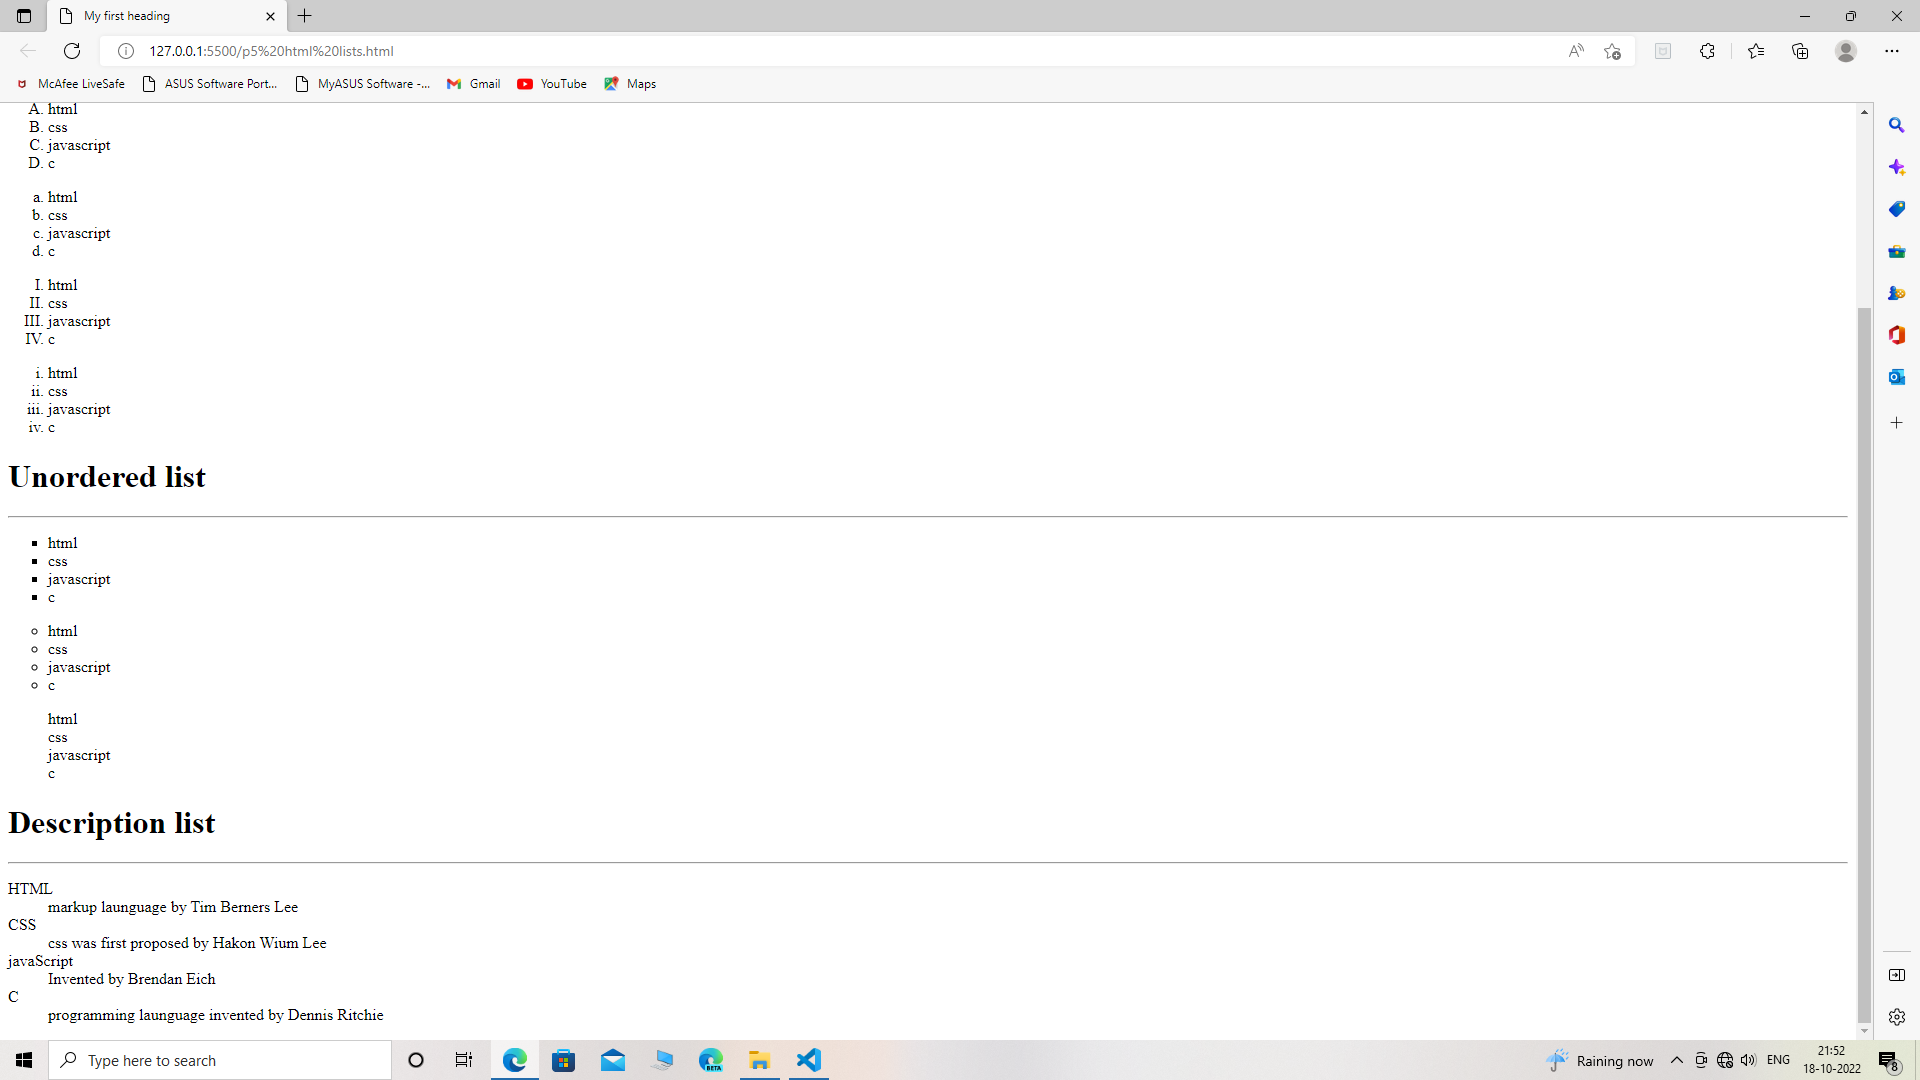 My first heading
127.0.0.1:5500/p5%20html%20lists.html
McAfee LiveSafe ASUS Software Port... MyASUS Software -... Gmail YouTube Maps
A. html
B. css
C. javascript
D. c
a. html
b. css
c. javascript
d. c
I. html
II. css
III. javascript
IV. c
i. html
ii. css
iii. javascript
iv. c
Unordered list
html
css
javascript
c
html
css
javascript
c
html
css
javascript
c
Description list
HTML
markup launguage by Tim Berners Lee
CSS
css was first proposed by Hakon Wium Lee
javaScript
Invented by Brendan Eich
C
programming launguage invented by Dennis Ritchie
Type here to search
BETA
Raining now
ENG
21:52
18-10-2022
8